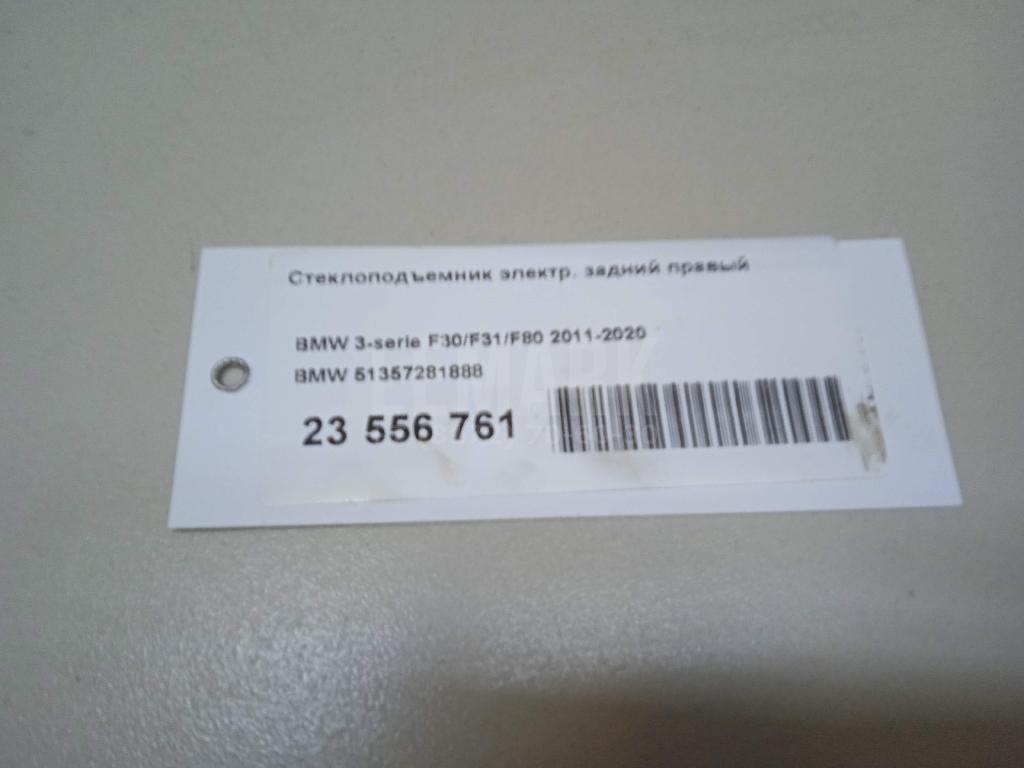 Стеклоподъемник электр. задний правый
BMW 3-serie F30/F31/F80 2011-2020
BMW 51357281888
23 556 761